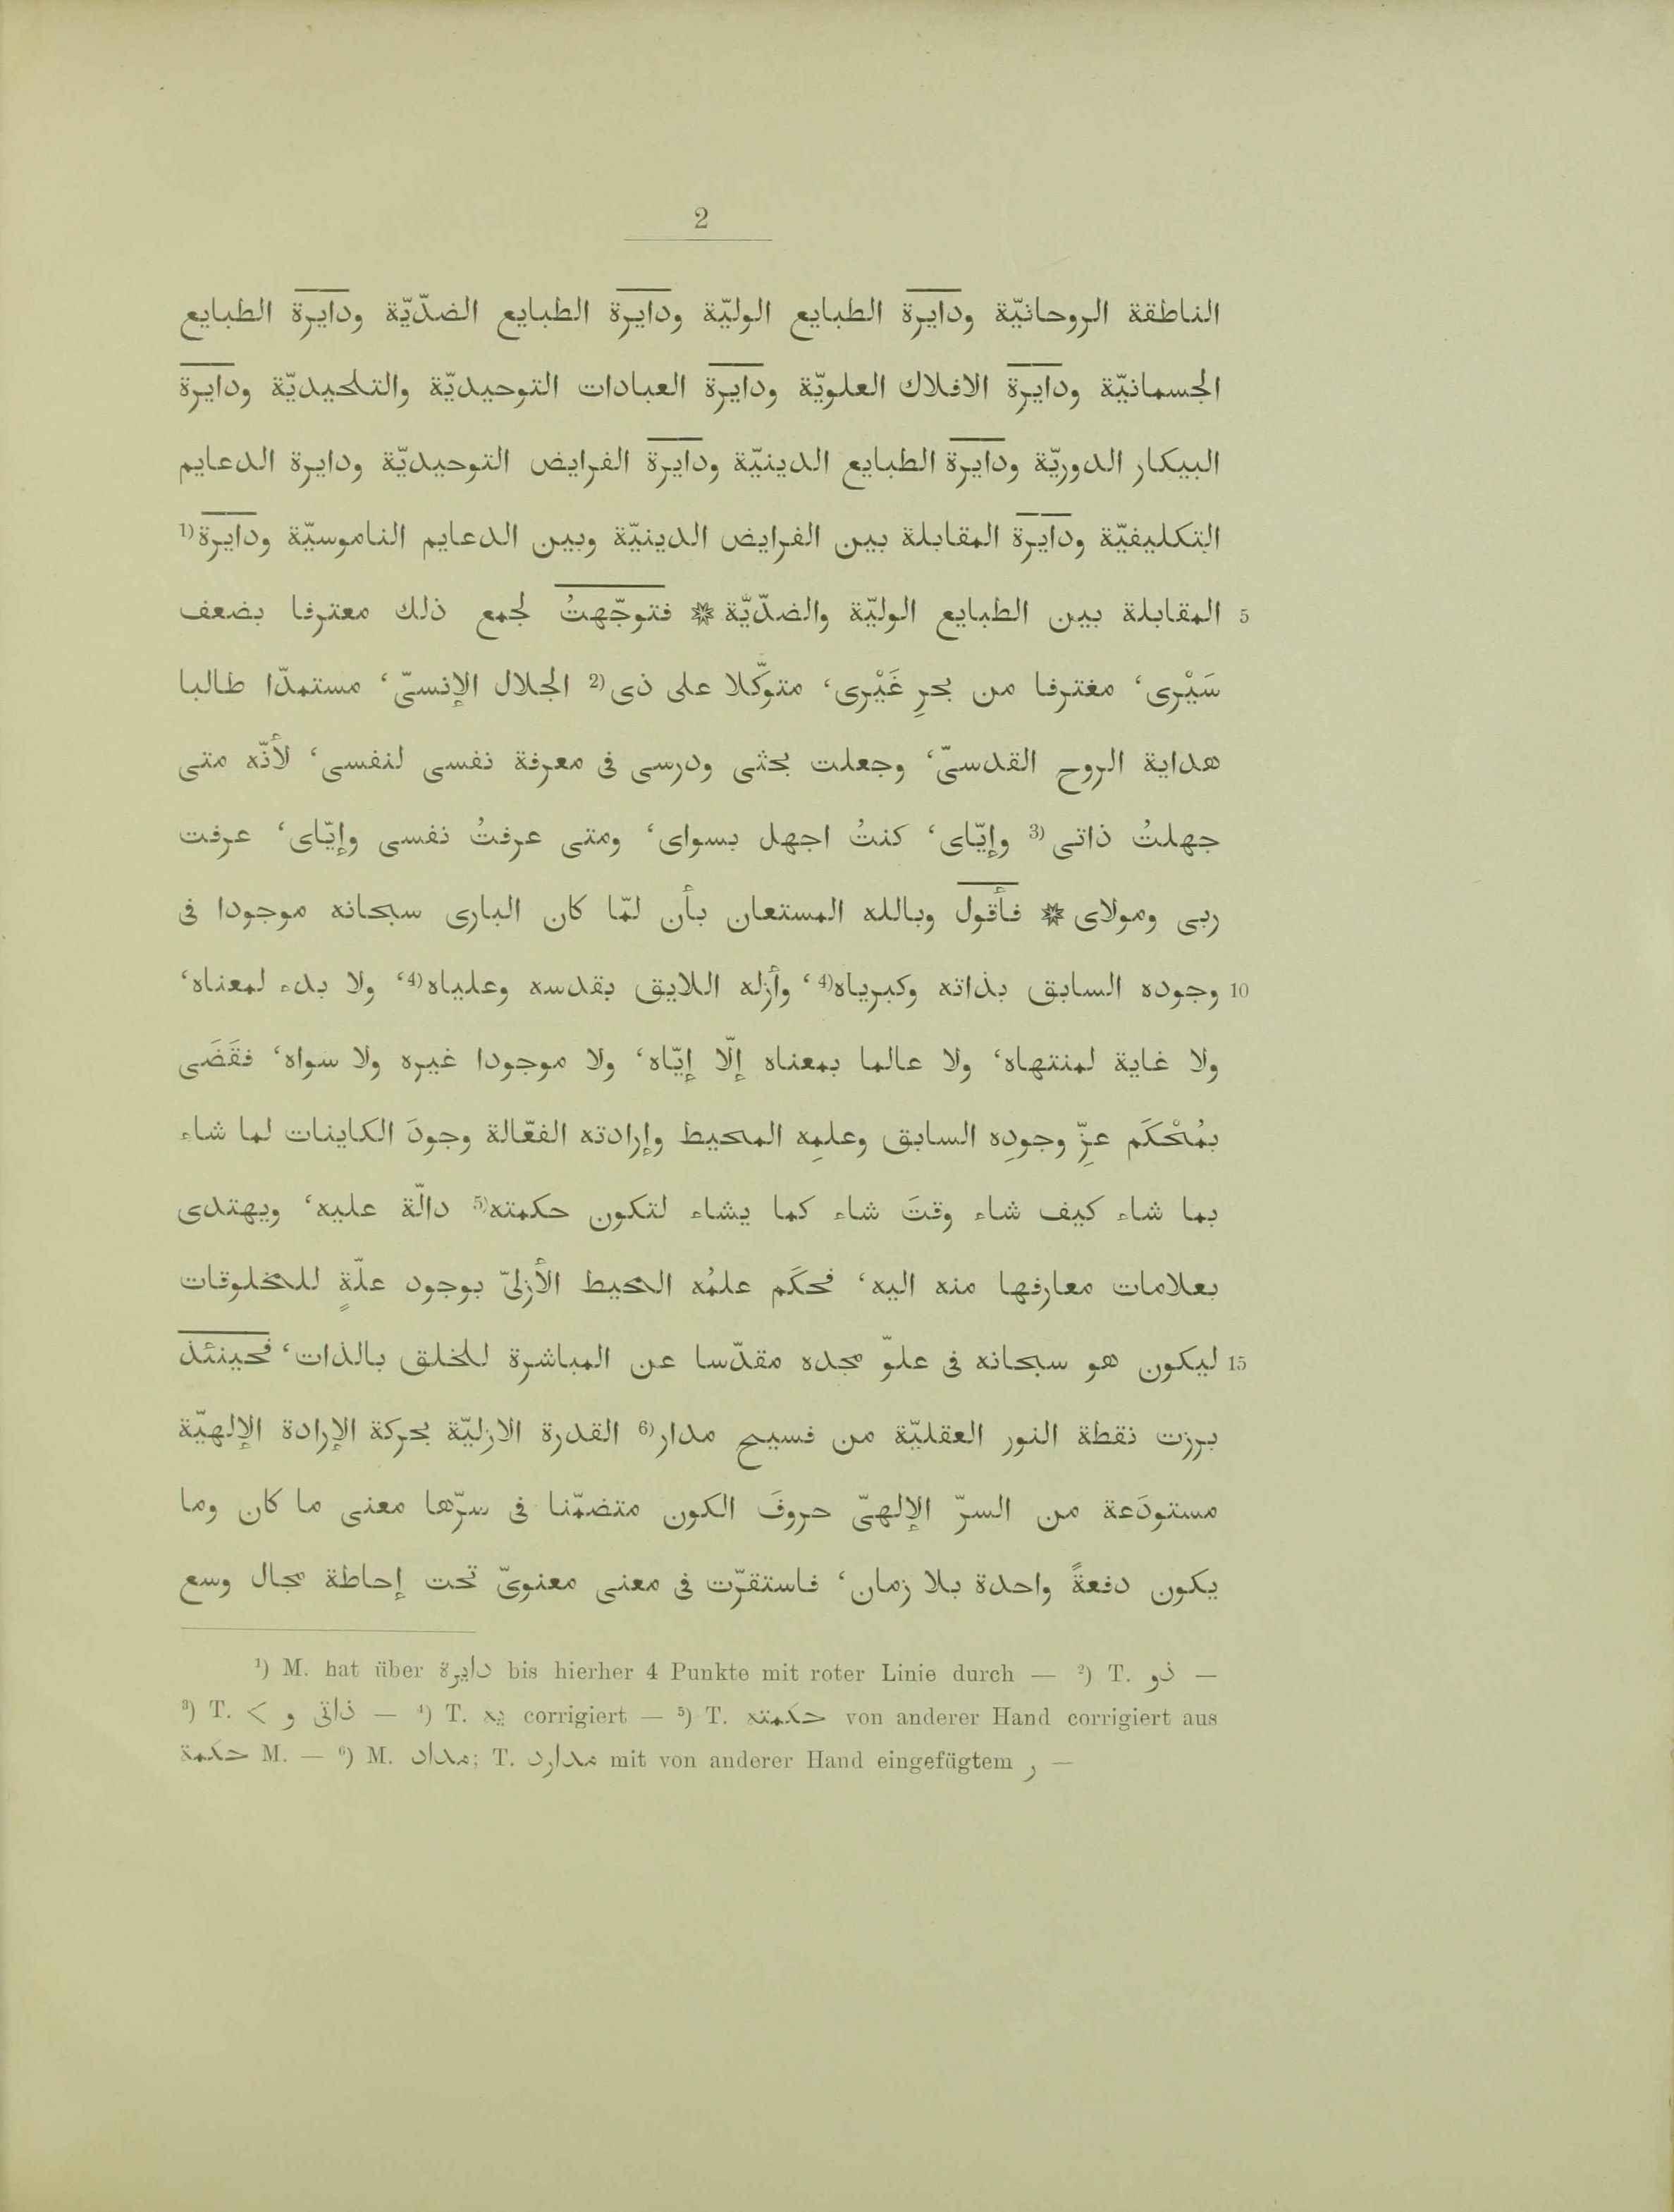 2
الناطقة الروحانيّة ودايرة الطبايع الوليّة ودايرة الطبايع الضدّيّة ودايرة الطبايع
الجسمانيّة ودايرة الافلاك العلويّة ودايرة العبادات التوحيديّة والتلحيديّة ودايرة
البيكار الدوريّة ودايرة الطبايع الدينيّة ودايرة الفرايض التوحيديّة ودايرة الدعايم
التكليفيّة ودايرة المقابلة بين الفرايض الدينيّة وبين الدعايم الناموسيّة ودايرة(1
5 المقابلة بين الطبايع الوليّة والضدّيّة * فتوجّهتُ لجمع ذلك معترفا بضعف
سَيْرى، مغترفا من بحرِ غَيْرى، متوكّلا على ذى(2 الجلال الإنسىّ، مستمدّا طالبا
هداية الروح القدسىّ، وجعلت بحثى ودرسى فى معرفة نفسى لنفسى، لأنّه متى
جهلتُ ذاتى(3 وإيّاى، كنتُ اجهل بسواى، ومتى عرفتُ نفسى وإيّاى، عرفت
ربى ومولاى * فأقول وبالله المستعان بأن لمّا كان البارى سبحانه موجودا فى
10 وجوده السابق بذاته وكبرياه(4، وأزله اللايق بقدسه وعلياه(4، ولا بدء لمعناه،
ولا غاية لمنتهاه، ولا عالما بمعناه إلّا إيّاه، ولا موجودا غيره ولا سواه، فقَضَى
بمُحْكَم عزِّ وجودِه السابق وعلمِه المحيط وإرادته الفعّالة وجودَ الكاينات لما شاء
بما شاء كيف شاء وقتَ شاء كما يشاء لتكون حكمته(5 دالّة عليه، ويهتدى
بعلامات معارفها منه اليه، فحكَم علمُه المحيط الأزلىّ بوجود علّةٍ للمخلوقات
15 ليكون هو سبحانه فى علوّ مجده مقدّسا عن المباشرة للخلق بالذات، فحينئذ
برزت نقطة النور العقليّة من فسيح مدار(6 القدرة الازليّة بحركة الإرادة الإلهيّة
مستودَعة من السرّ الإلهىّ حروفَ الكون متضمّنا فى سرّها معنى ما كان وما
يكون دفعةً واحدة بلا زمان، فاستقرّت فى معنى معنوىّ تحت إحاطة مجال وسع
¹) M. hat über دايرة bis hierher 4 Punkte mit roter Linie durch — ²) T. ذو —
³) T. > ذاتى و — ⁴) T. يه corrigiert — ⁵) T. حكمته von anderer Hand corrigiert aus
حكمة M. — ⁶) M. مداد; T. مدارد mit von anderer Hand eingefügtem ر —